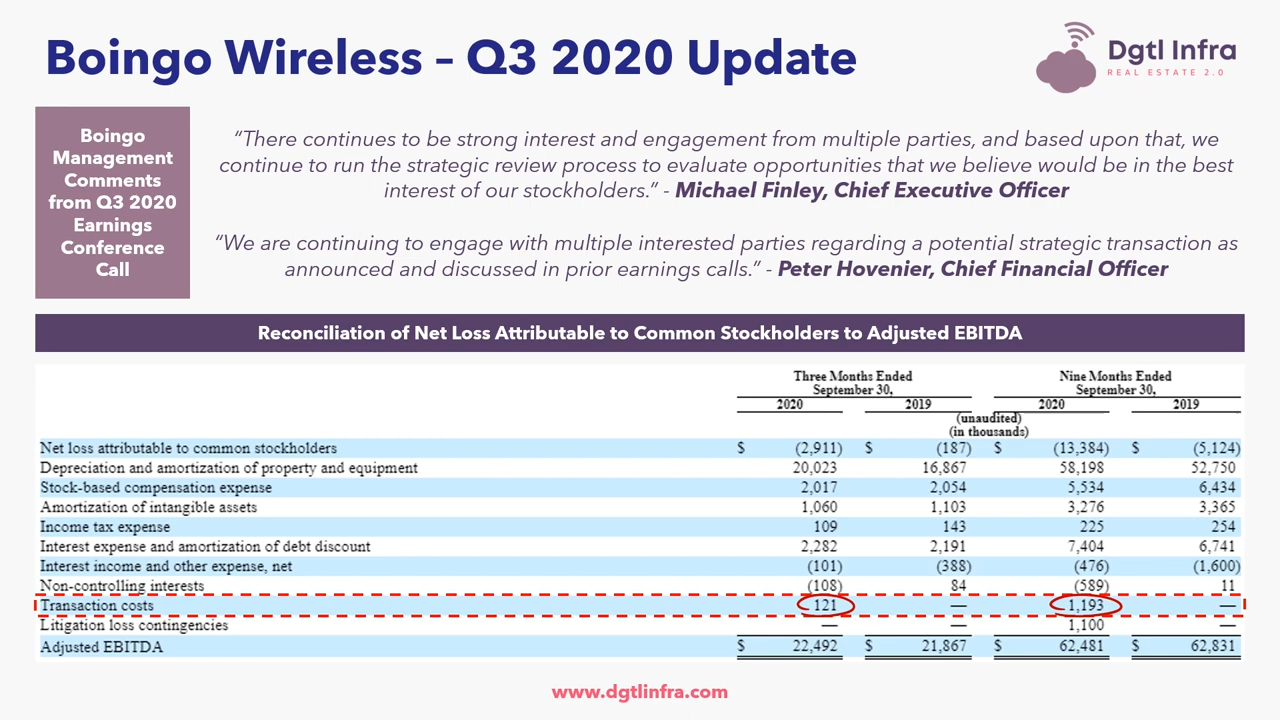 Boingo Wireless – Q3 2020 Update
Dgtl Infra
REAL ESTATE 2.0
Boingo
Management
Comments
from Q3 2020
Earnings
Conference
Call
“There continues to be strong interest and engagement from multiple parties, and based upon that, we
continue to run the strategic review process to evaluate opportunities that we believe would be in the best
interest of our stockholders.” - Michael Finley, Chief Executive Officer
“We are continuing to engage with multiple interested parties regarding a potential strategic transaction as
announced and discussed in prior earnings calls.” - Peter Hovenier, Chief Financial Officer
Reconciliation of Net Loss Attributable to Common Stockholders to Adjusted EBITDA
Three Months Ended Nine Months Ended
September 30, September 30,
2020 2019 2020 2019
(unaudited)
(in thousands)
Net loss attributable to common stockholders $ (2,911) $ (187) $ (13,384) $ (5,124)
Depreciation and amortization of property and equipment 20,023 16,867 58,198 52,750
Stock-based compensation expense 2,017 2,054 5,534 6,434
Amortization of intangible assets 1,060 1,103 3,276 3,365
Income tax expense 109 143 225 254
Interest expense and amortization of debt discount 2,282 2,191 7,404 6,741
Interest income and other expense, net (101) (388) (476) (1,600)
Non-controlling interests (108) 84 (589) 11
Transaction costs 121 — 1,193 —
Litigation loss contingencies — — 1,100 —
Adjusted EBITDA $ 22,492 $ 21,867 $ 62,481 $ 62,831
www.dgtlinfra.com